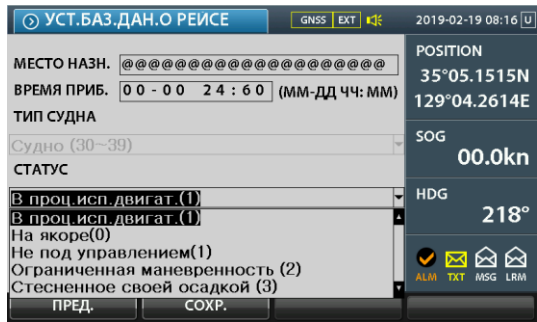 УСТ.БАЗ.ДАН.О РЕЙСЕ
GNSS EXT
2019-02-19 08:16 U
МЕСТО НАЗН. @@@@@@@@@@@@@@@@@@@@
ВРЕМЯ ПРИБ. 00-00 24:60 (ММ-ДД ЧЧ: ММ)
ТИП СУДНА
Судно (30~39)
СТАТУС
В проц.исп.двигат.(1)
В проц.исп.двигат.(1)
На якоре(0)
Не под управлением(1)
Ограниченная маневренность (2)
Стесненное своей осадкой (3)
ПРЕД.
СОХР.
POSITION
35°05.1515N
129°04.2614E
SOG
00.0kn
HDG
218°
ALM TXT MSG LRM